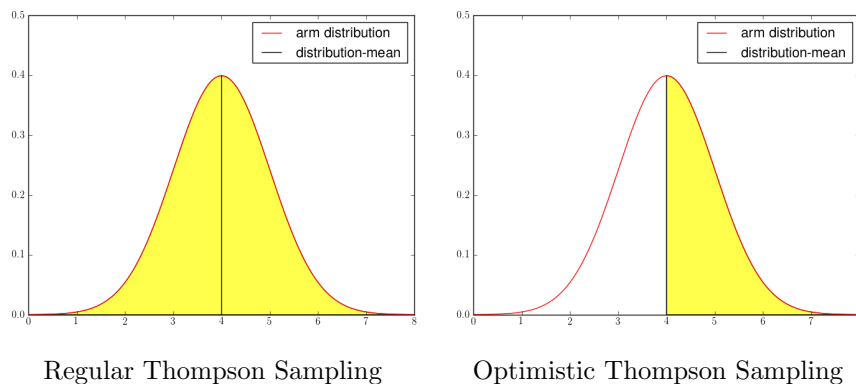 0.5
0.4
0.3
0.2
0.1
0.0
0 1 2 3 4 5 6 7 8
arm distribution
distribution-mean
Regular Thompson Sampling
0.5
0.4
0.3
0.2
0.1
0.0
0 1 2 3 4 5 6 7
arm distribution
distribution-mean
Optimistic Thompson Sampling